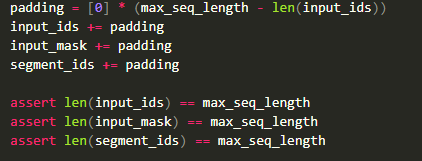 padding = [0] * (max_seq_length - len(input_ids))
input_ids += padding
input_mask += padding
segment_ids += padding

assert len(input_ids) == max_seq_length
assert len(input_mask) == max_seq_length
assert len(segment_ids) == max_seq_length